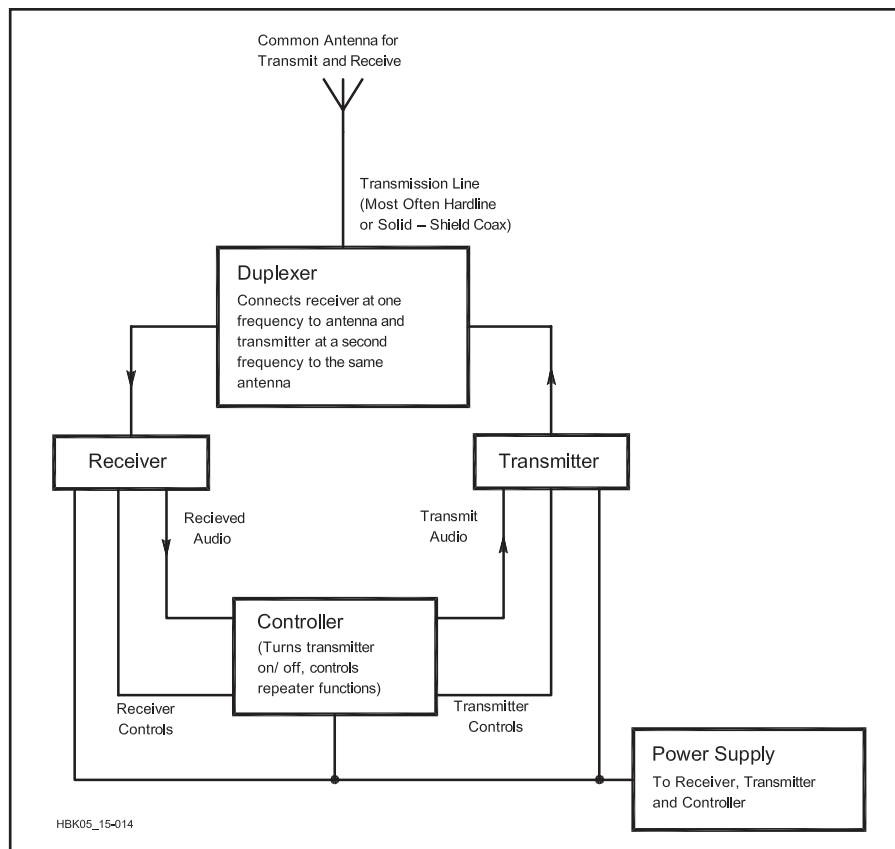 Common Antenna for
Transmit and Receive
Transmission Line
(Most Often Hardline
or Solid – Shield Coax)
Duplexer
Connects receiver at one
frequency to antenna and
transmitter at a second
frequency to the same
antenna
Receiver
Transmitter
Recieved
Audio
Transmit
Audio
Controller
(Turns transmitter
on/ off, controls
repeater functions)
Receiver
Controls
Transmitter
Controls
Power Supply
To Receiver, Transmitter
and Controller
HBK05_15-014